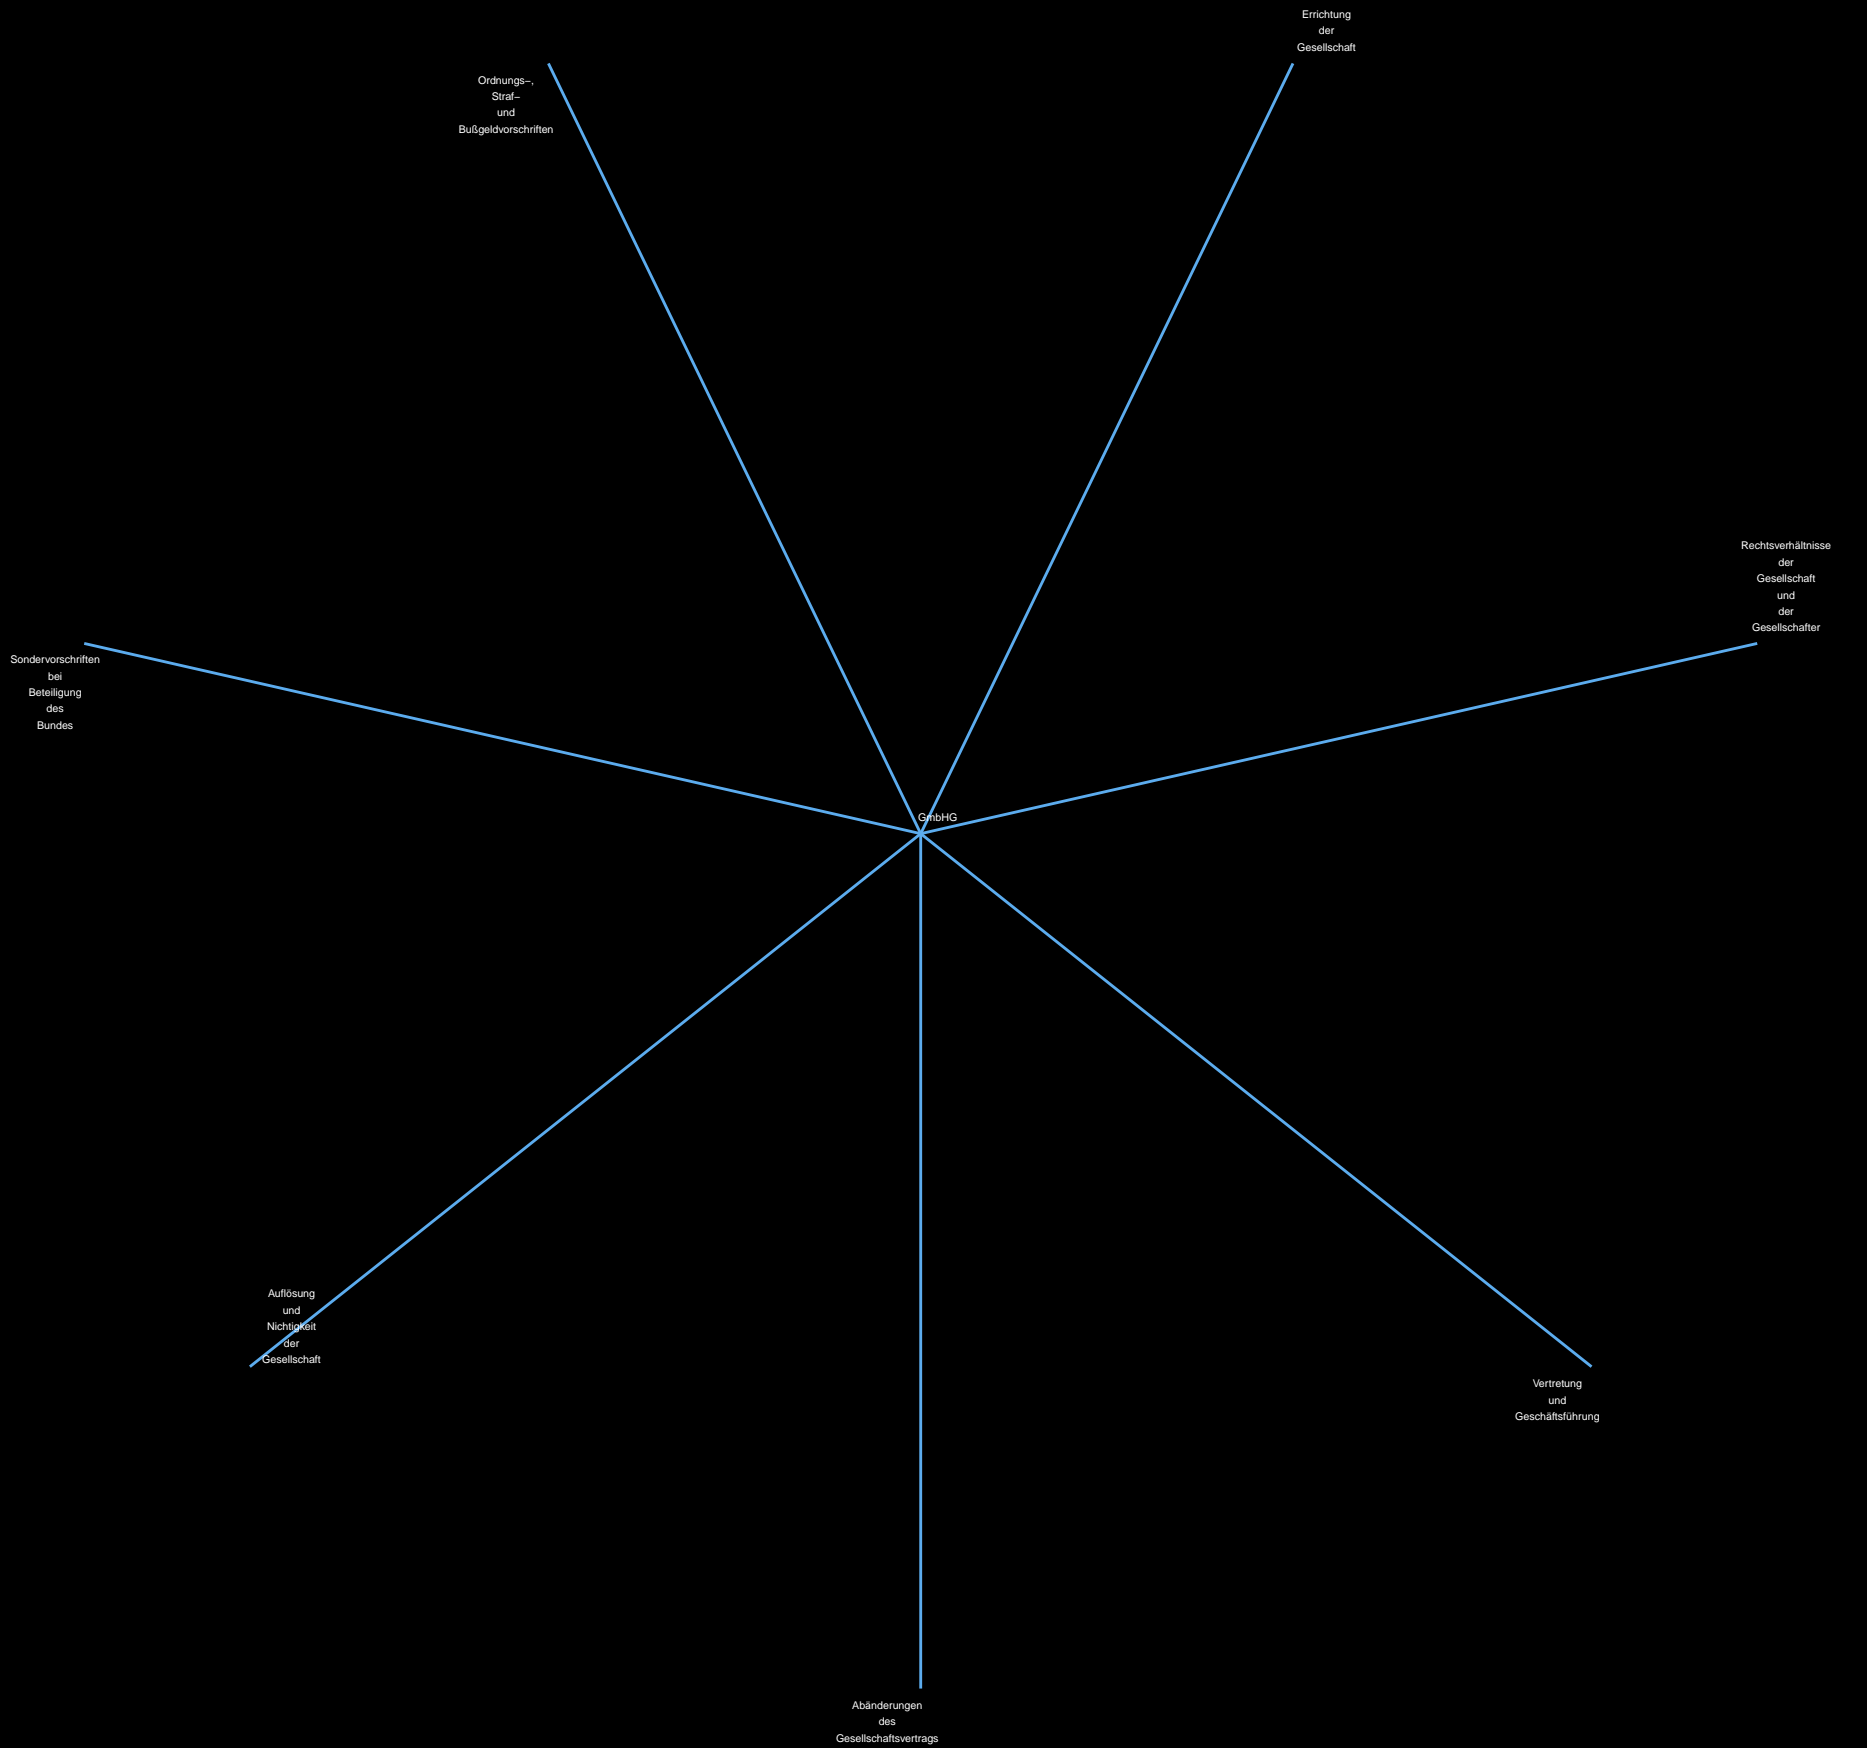 Errichtung
der
Gesellschaft
Ordnungs–,
Straf–
und
Bußgeldvorschriften
Rechtsverhältnisse
der
Gesellschaft
und
der
Gesellschafter
Sondervorschriften
bei
Beteiligung
des
Bundes
GmbHG
Auflösung
und
Nichtigkeit
der
Gesellschaft
Vertretung
und
Geschäftsführung
Abänderungen
des
Gesellschaftsvertrags